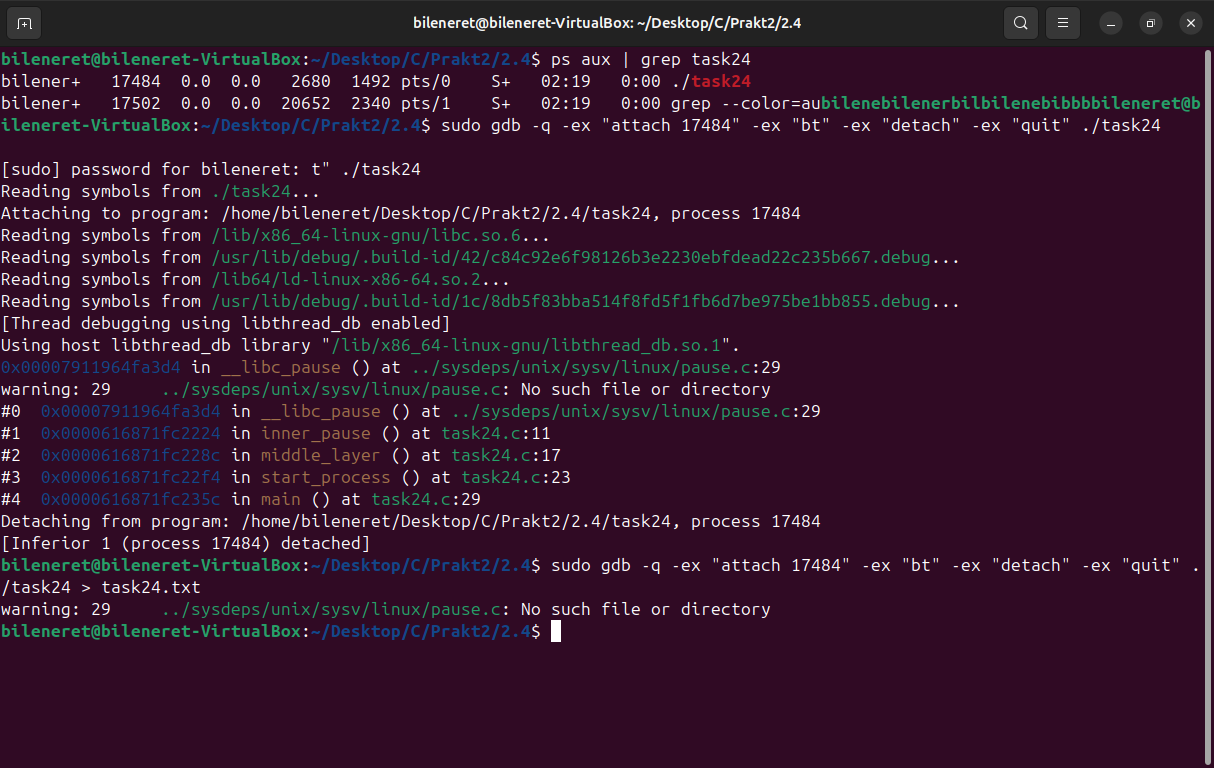 bileneret@bileneret-VirtualBox: ~/Desktop/C/Prakt2/2.4
bileneret@bileneret-VirtualBox:~/Desktop/C/Prakt2/2.4$ ps aux | grep task24
bilener+   17484  0.0  0.0   2680  1492 pts/0    S+   02:19   0:00 ./task24
bilener+   17502  0.0  0.0  20652  2340 pts/1    S+   02:19   0:00 grep --color=aubilenebilenerbilbilenebibbbbileneret@b
ileneret-VirtualBox:~/Desktop/C/Prakt2/2.4$ sudo gdb -q -ex "attach 17484" -ex "bt" -ex "detach" -ex "quit" ./task24
[sudo] password for bileneret: t" ./task24
Reading symbols from ./task24...
Attaching to program: /home/bileneret/Desktop/C/Prakt2/2.4/task24, process 17484
Reading symbols from /lib/x86_64-linux-gnu/libc.so.6...
Reading symbols from /usr/lib/debug/.build-id/42/c84c92e6f98126b3e2230ebfdead22c235b667.debug...
Reading symbols from /lib64/ld-linux-x86-64.so.2...
Reading symbols from /usr/lib/debug/.build-id/1c/8db5f83bba514f8fd5f1fb6d7be975be1bb855.debug...
[Thread debugging using libthread_db enabled]
Using host libthread_db library "/lib/x86_64-linux-gnu/libthread_db.so.1".
0x00007911964fa3d4 in __libc_pause () at ../sysdeps/unix/sysv/linux/pause.c:29
warning: 29     ../sysdeps/unix/sysv/linux/pause.c: No such file or directory
#0  0x00007911964fa3d4 in __libc_pause () at ../sysdeps/unix/sysv/linux/pause.c:29
#1  0x0000616871fc2224 in inner_pause () at task24.c:11
#2  0x0000616871fc228c in middle_layer () at task24.c:17
#3  0x0000616871fc22f4 in start_process () at task24.c:23
#4  0x0000616871fc235c in main () at task24.c:29
Detaching from program: /home/bileneret/Desktop/C/Prakt2/2.4/task24, process 17484
[Inferior 1 (process 17484) detached]
bileneret@bileneret-VirtualBox:~/Desktop/C/Prakt2/2.4$ sudo gdb -q -ex "attach 17484" -ex "bt" -ex "detach" -ex "quit" .
/task24 > task24.txt
warning: 29     ../sysdeps/unix/sysv/linux/pause.c: No such file or directory
bileneret@bileneret-VirtualBox:~/Desktop/C/Prakt2/2.4$